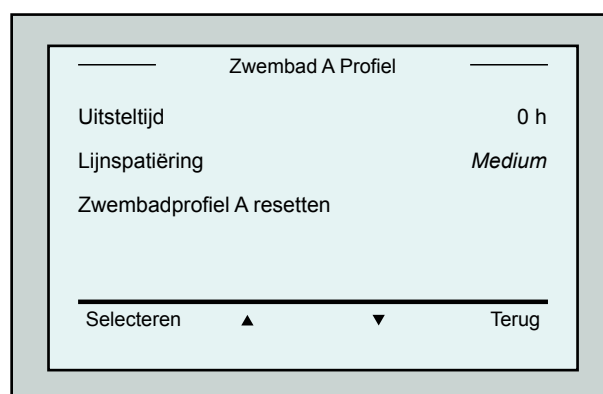 Zwembad A Profiel
Uitsteltijd 0 h
Lijnspatiëring Medium
Zwembadprofiel A resetten
Selecteren ▲ ▼ Terug